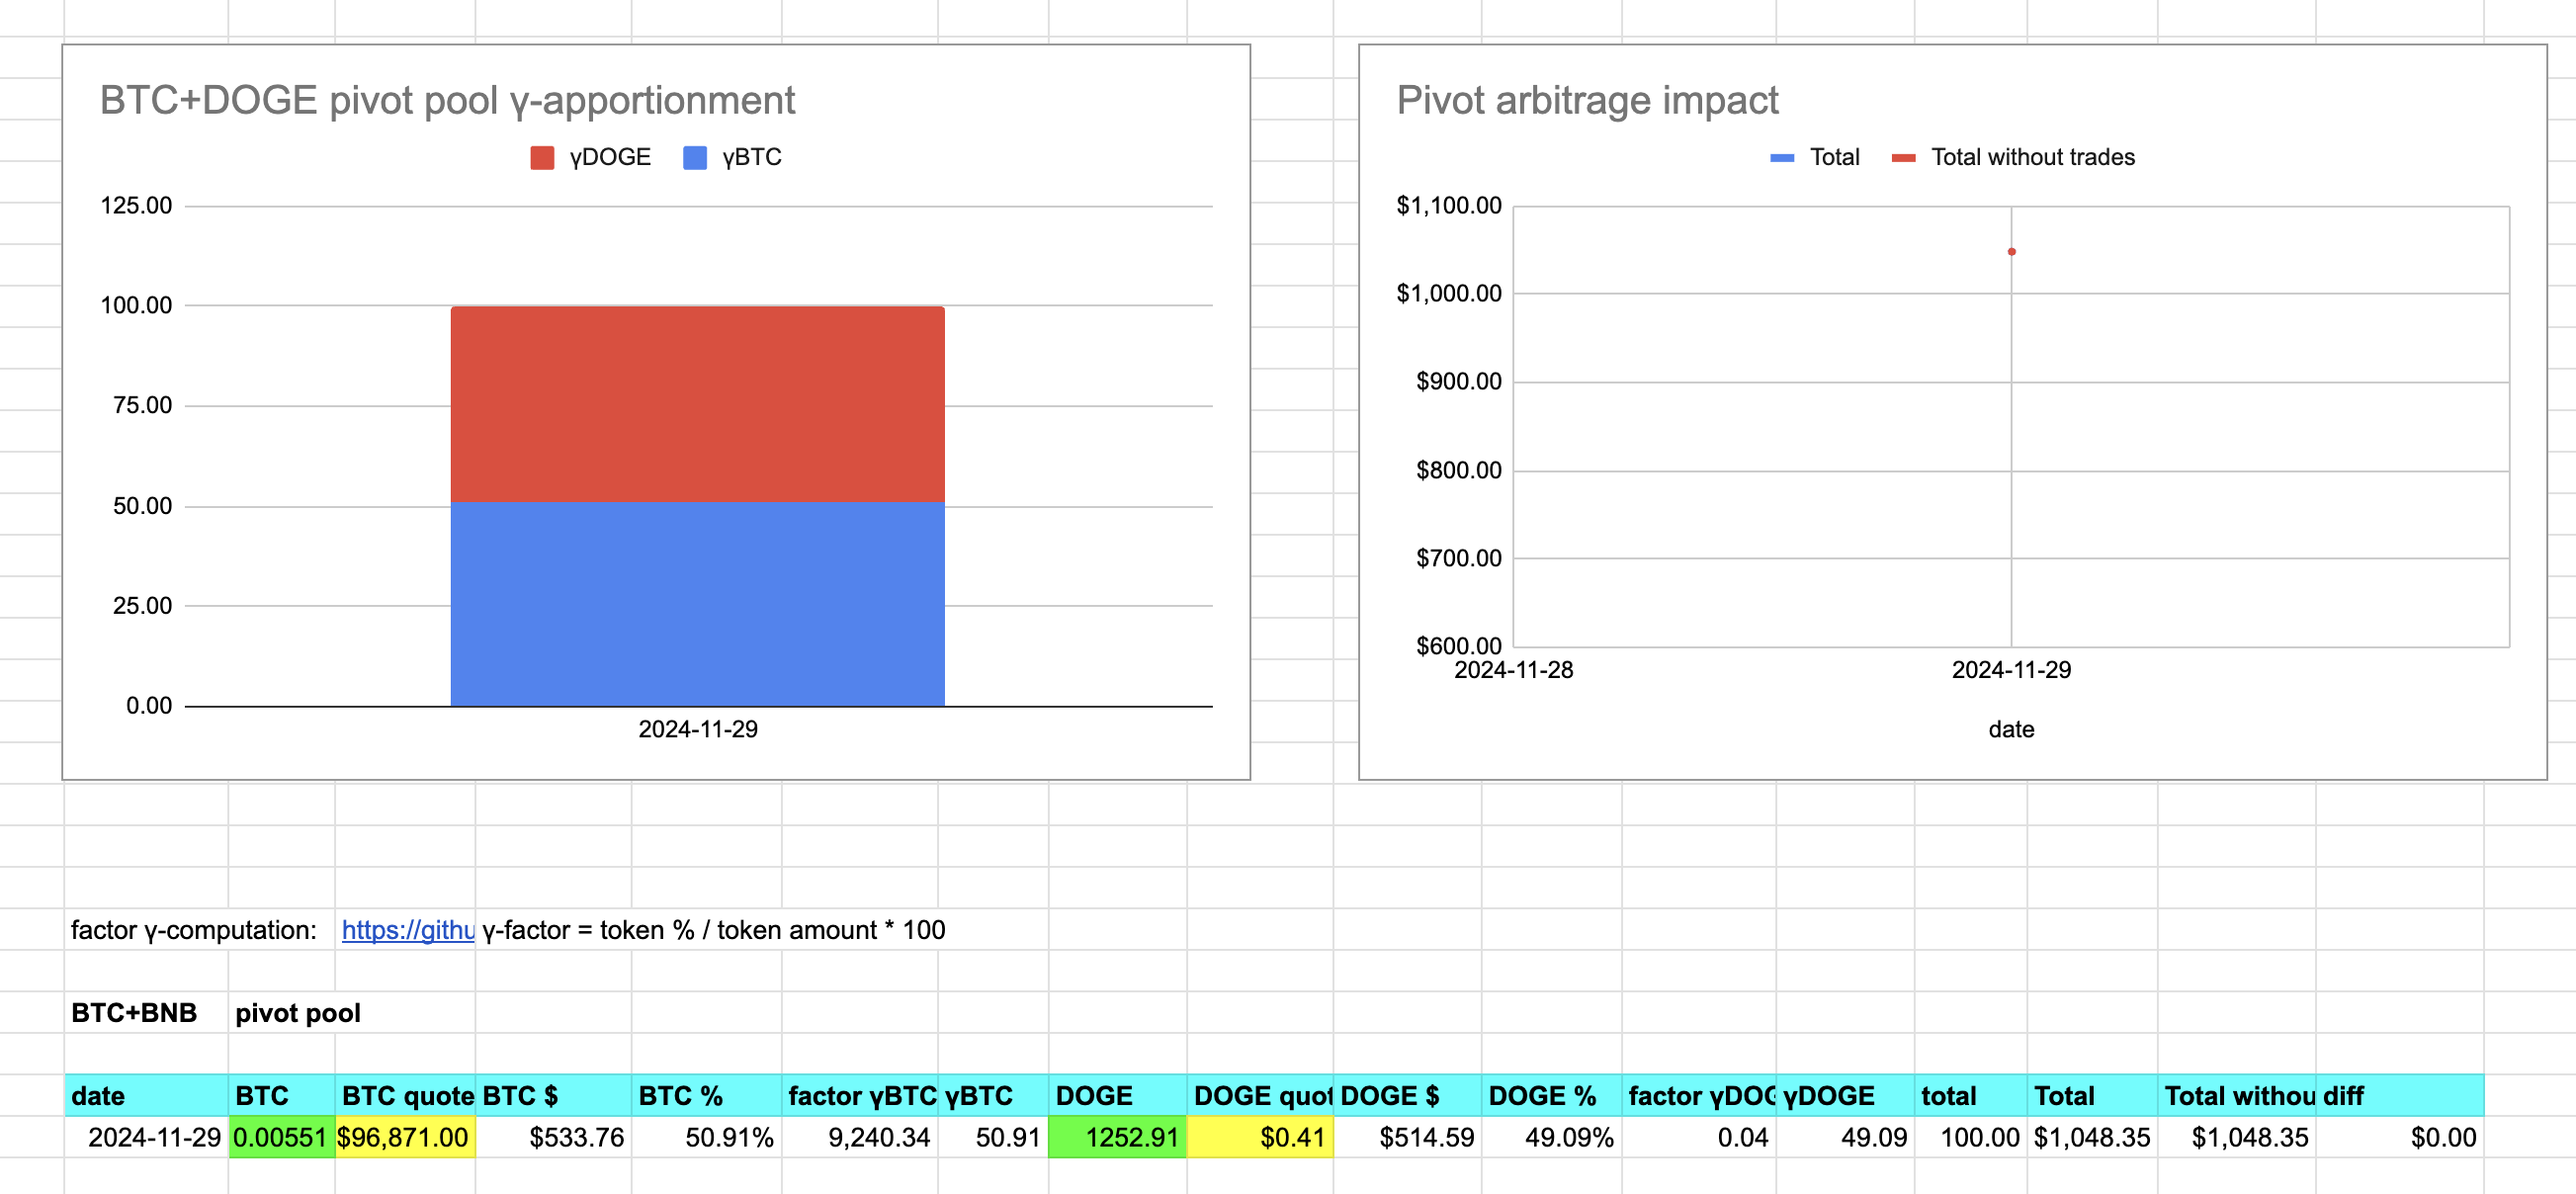 BTC+DOGE pivot pool γ-apportionment
γDOGE γBTC
125.00
100.00
75.00
50.00
25.00
0.00
2024-11-29
Pivot arbitrage impact
Total Total without trades
$1,100.00
$1,000.00
$900.00
$800.00
$700.00
$600.00
2024-11-28 2024-11-29
date
factor γ-computation: https://githu γ-factor = token % / token amount * 100
BTC+BNB pivot pool
date BTC BTC quote BTC $ BTC % factor γBTC γBTC DOGE DOGE quot DOGE $ DOGE % factor γDOG γDOGE total Total Total withou diff
2024-11-29 0.00551 $96,871.00 $533.76 50.91% 9,240.34 50.91 1252.91 $0.41 $514.59 49.09% 0.04 49.09 100.00 $1,048.35 $1,048.35 $0.00